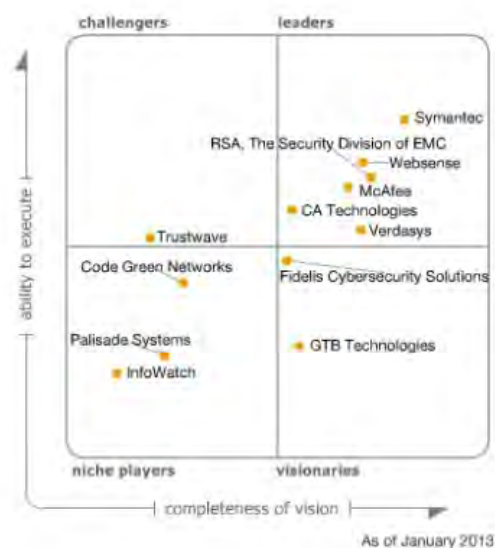 challengers
leaders
Symantec
RSA, The Security Division of EMC
Websense
McAfee
CA Technologies
Verdasys
Trustwave
Code Green Networks
Fidelis Cybersecurity Solutions
Palisade Systems
GTB Technologies
InfoWatch
niche players
visionaries
ability to execute
completeness of vision
As of January 2013